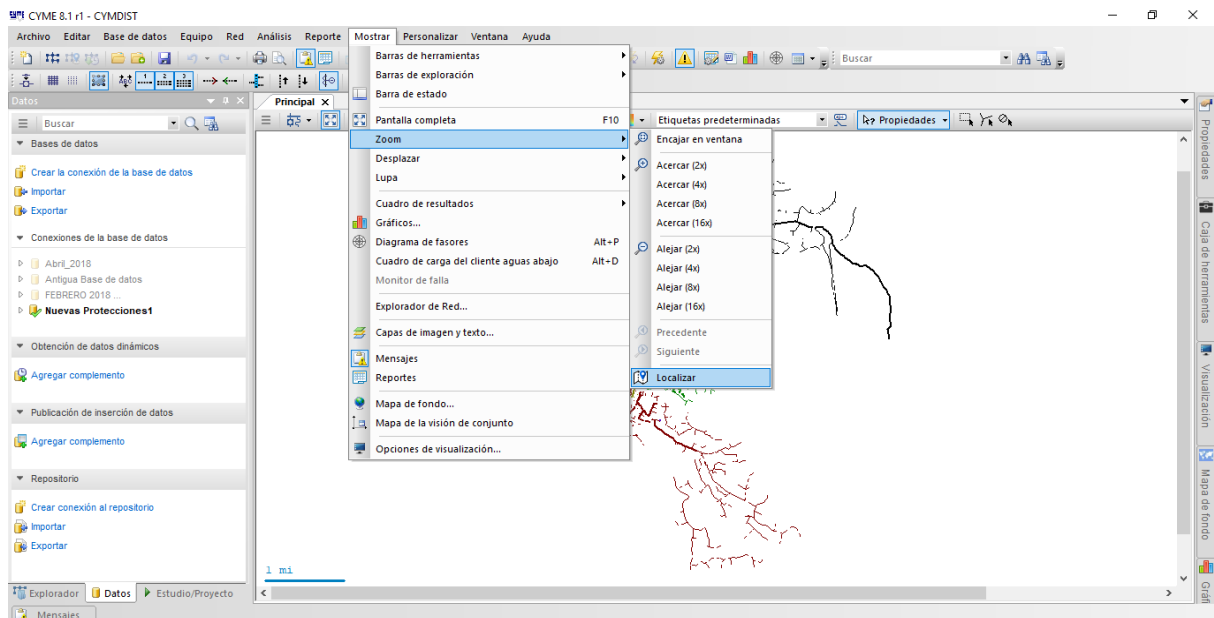 CYME 8.1 r1 - CYMDIST
Archivo Editar Base de datos Equipo Red Análisis Reporte Mostrar Personalizar Ventana Ayuda
Buscar
Datos
Buscar
Bases de datos
Crear la conexión de la base de datos
Importar
Exportar
Conexiones de la base de datos
Abril_2018
Antigua Base de datos
FEBRERO 2018 ...
Nuevas Protecciones1
Obtención de datos dinámicos
Agregar complemento
Publicación de inserción de datos
Agregar complemento
Repositorio
Crear conexión al repositorio
Importar
Exportar
Explorador Datos Estudio/Proyecto
Mensajes
Principal
Etiquetas predeterminadas
Propiedades
Barras de herramientas
Barras de exploración
Barra de estado
Pantalla completa F10
Zoom
Desplazar
Lupa
Cuadro de resultados
Gráficos...
Diagrama de fasores Alt+P
Cuadro de carga del cliente aguas abajo Alt+D
Monitor de falla
Explorador de Red...
Capas de imagen y texto...
Mensajes
Reportes
Mapa de fondo...
Mapa de la visión de conjunto
Opciones de visualización...
Encajar en ventana
Acercar (2x)
Acercar (4x)
Acercar (8x)
Acercar (16x)
Alejar (2x)
Alejar (4x)
Alejar (8x)
Alejar (16x)
Precedente
Siguiente
Localizar
1 mi
Propiedades
Caja de herramientas
Visualización
Mapa de fondo